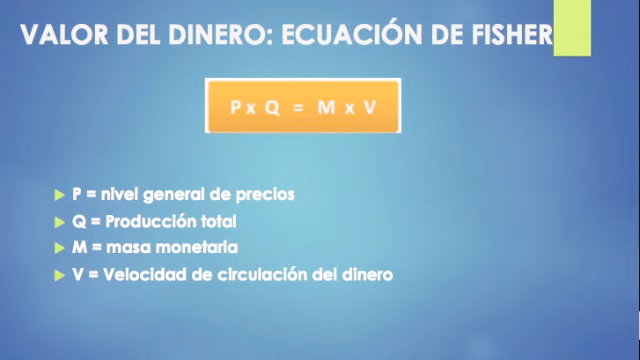 VALOR DEL DINERO: ECUACIÓN DE FISHER
P x Q = M x V
P = nivel general de precios
Q = Producción total
M = masa monetaria
V = Velocidad de circulación del dinero